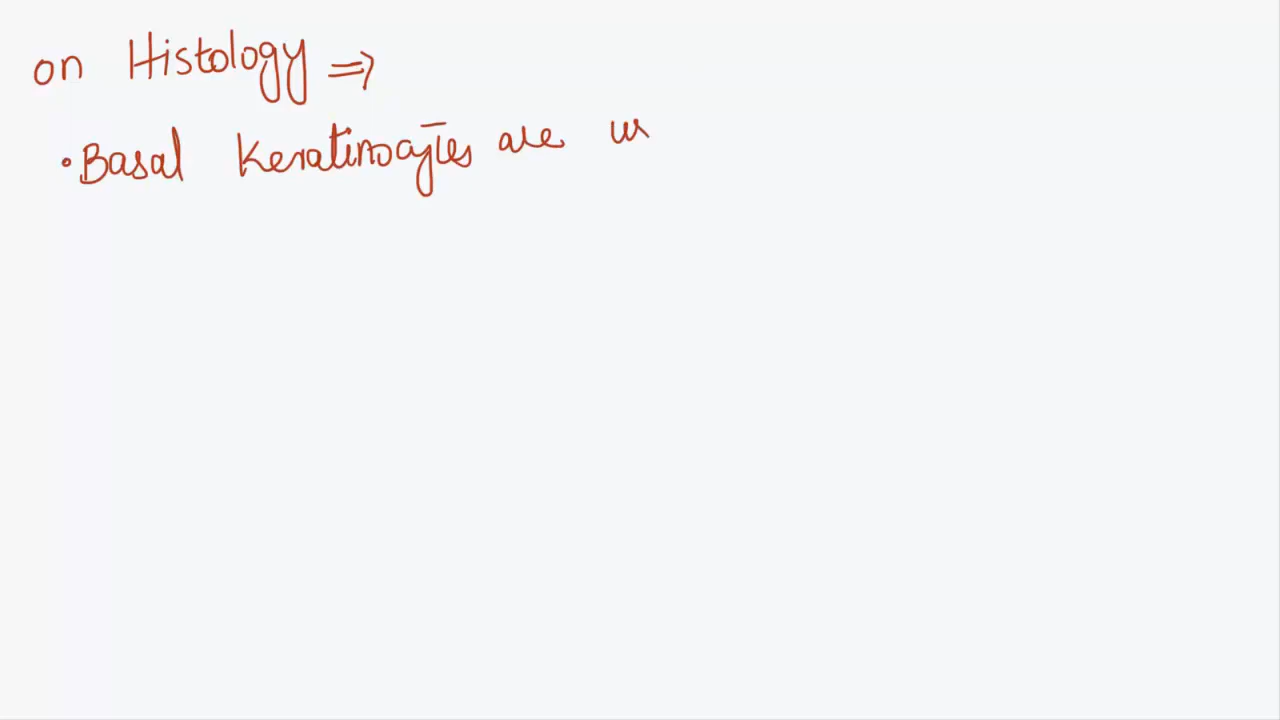 on Histology ⇒
• Basal Keratinocytes are